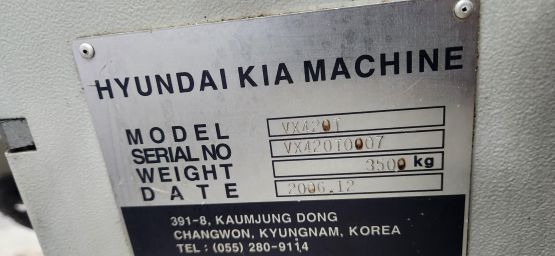 HYUNDAI KIA MACHINE
MODEL VX420T
SERIAL NO VX420T0007
WEIGHT 3500 kg
DATE 2006.12
391-8, KAUMJUNG DONG
CHANGWON, KYUNGNAM, KOREA
TEL : (055) 280-9114